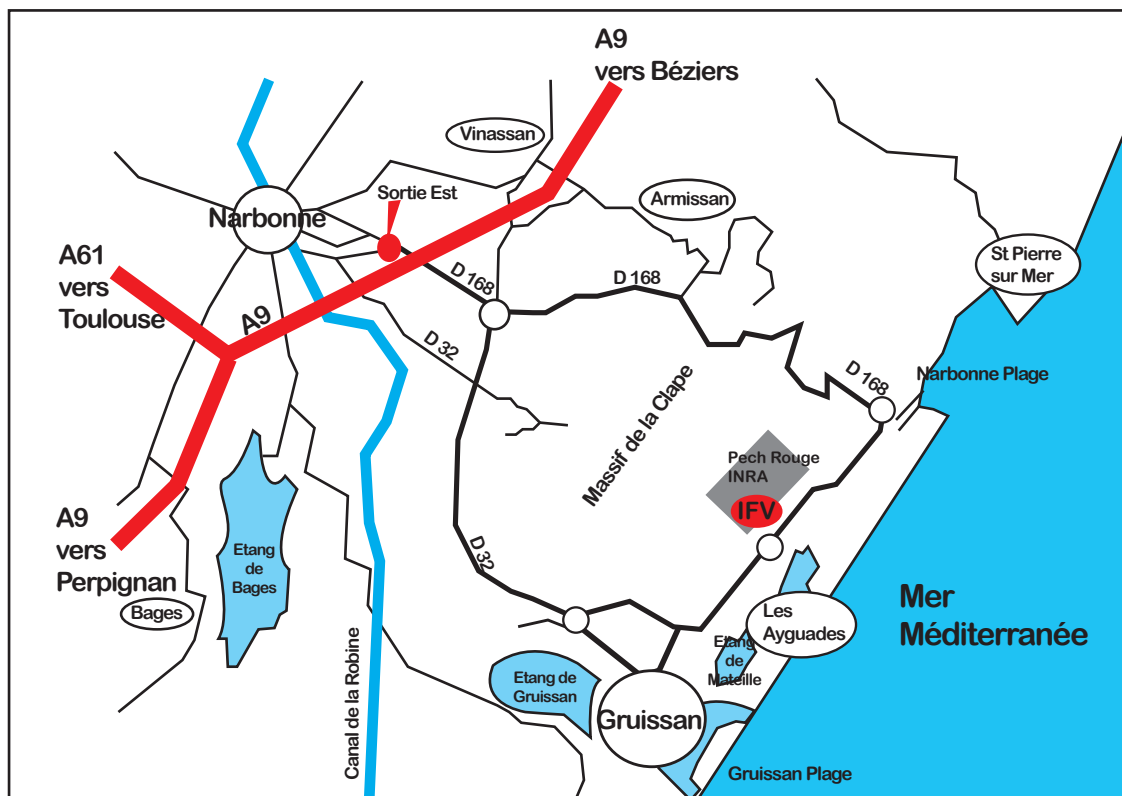 A9
vers Béziers
Vinassan
Sortie Est
Armissan
Narbonne
A61
vers
Toulouse
St Pierre
sur Mer
D 168
D 168
A9
D 32
Narbonne Plage
D 168
Massif de la Clape
Pech Rouge
INRA
IFV
A9
vers
Perpignan
Etang
de
Bages
D 32
Bages
Les
Ayguades
Mer
Méditerranée
Etang
de
Mateille
Etang de
Gruissan
Gruissan
Canal de la Robine
Gruissan Plage